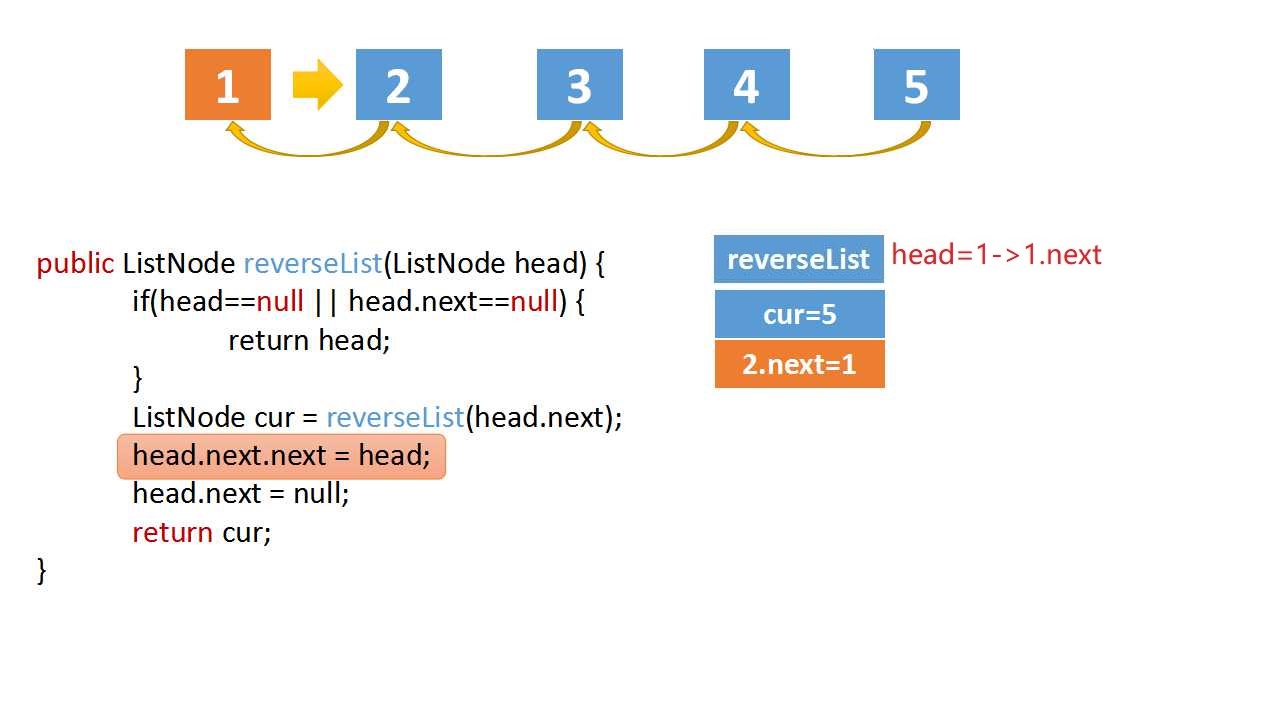 1 2 3 4 5
public ListNode reverseList(ListNode head) {
if(head==null || head.next==null) {
return head;
}
ListNode cur = reverseList(head.next);
head.next.next = head;
head.next = null;
return cur;
}
reverseList head=1->1.next
cur=5
2.next=1